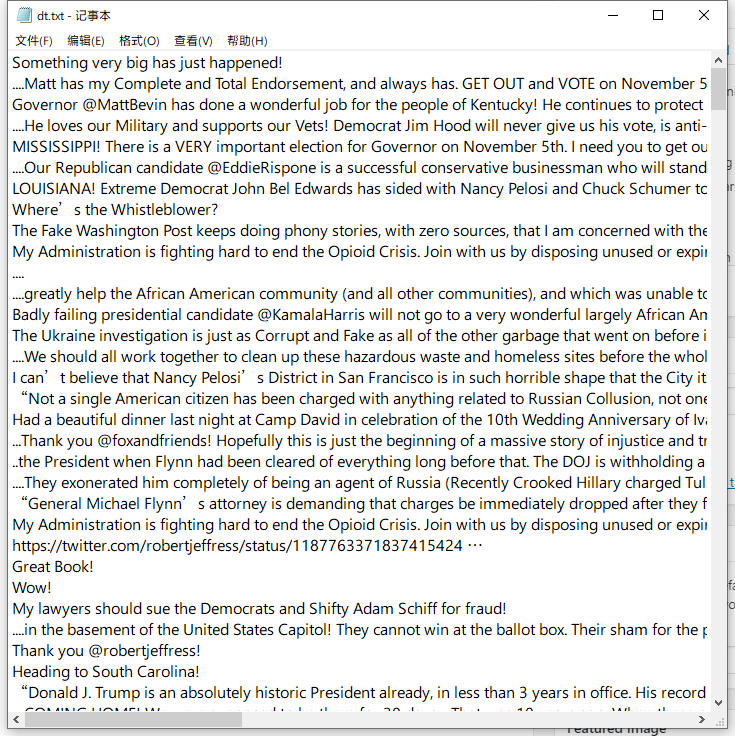 dt.txt - 记事本
文件(F) 编辑(E) 格式(O) 查看(V) 帮助(H)
Something very big has just happened!
....Matt has my Complete and Total Endorsement, and always has. GET OUT and VOTE on November 5
Governor @MattBevin has done a wonderful job for the people of Kentucky! He continues to protect
....He loves our Military and supports our Vets! Democrat Jim Hood will never give us his vote, is anti-
MISSISSIPPI! There is a VERY important election for Governor on November 5th. I need you to get ou
....Our Republican candidate @EddieRispone is a successful conservative businessman who will stand
LOUISIANA! Extreme Democrat John Bel Edwards has sided with Nancy Pelosi and Chuck Schumer to
Where’s the Whistleblower?
The Fake Washington Post keeps doing phony stories, with zero sources, that I am concerned with the
My Administration is fighting hard to end the Opioid Crisis. Join with us by disposing unused or expir
....
....greatly help the African American community (and all other communities), and which was unable to
Badly failing presidential candidate @KamalaHarris will not go to a very wonderful largely African Am
The Ukraine investigation is just as Corrupt and Fake as all of the other garbage that went on before i
....We should all work together to clean up these hazardous waste and homeless sites before the whol
I can’t believe that Nancy Pelosi’s District in San Francisco is in such horrible shape that the City it
“Not a single American citizen has been charged with anything related to Russian Collusion, not one
Had a beautiful dinner last night at Camp David in celebration of the 10th Wedding Anniversary of Iva
...Thank you @foxandfriends! Hopefully this is just the beginning of a massive story of injustice and tr
..the President when Flynn had been cleared of everything long before that. The DOJ is withholding a
....They exonerated him completely of being an agent of Russia (Recently Crooked Hillary charged Tul
“General Michael Flynn’s attorney is demanding that charges be immediately dropped after they f
My Administration is fighting hard to end the Opioid Crisis. Join with us by disposing unused or expir
https://twitter.com/robertjeffress/status/1187763371837415424 …
Great Book!
Wow!
My lawyers should sue the Democrats and Shifty Adam Schiff for fraud!
....in the basement of the United States Capitol! They cannot win at the ballot box. Their sham for the p
Thank you @robertjeffress!
Heading to South Carolina!
“Donald J. Trump is an absolutely historic President already, in less than 3 years in office. His record